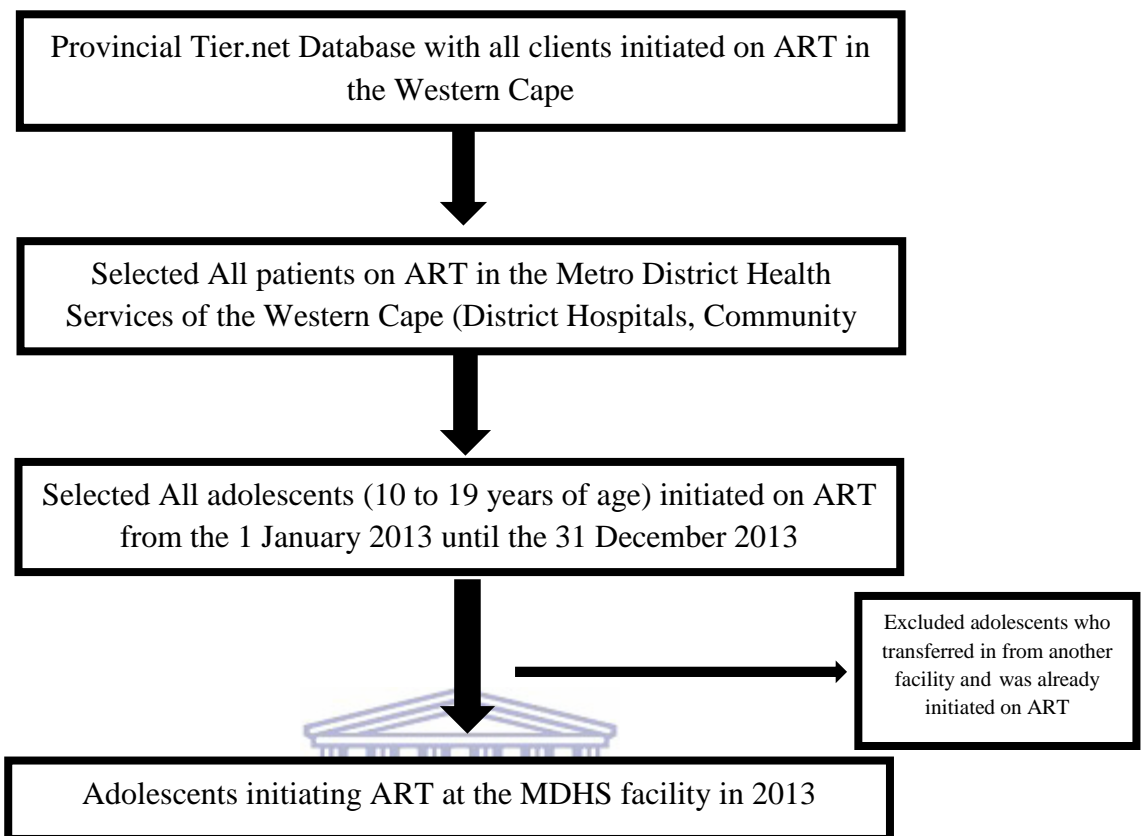 Provincial Tier.net Database with all clients initiated on ART in
the Western Cape
Selected All patients on ART in the Metro District Health
Services of the Western Cape (District Hospitals, Community
Selected All adolescents (10 to 19 years of age) initiated on ART
from the 1 January 2013 until the 31 December 2013
Excluded adolescents who
transferred in from another
facility and was already
initiated on ART
Adolescents initiating ART at the MDHS facility in 2013